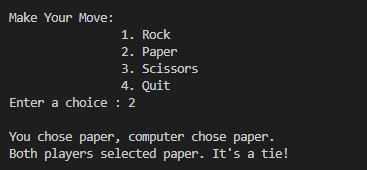 Make Your Move:
1. Rock
2. Paper
3. Scissors
4. Quit
Enter a choice : 2
You chose paper, computer chose paper.
Both players selected paper. It's a tie!